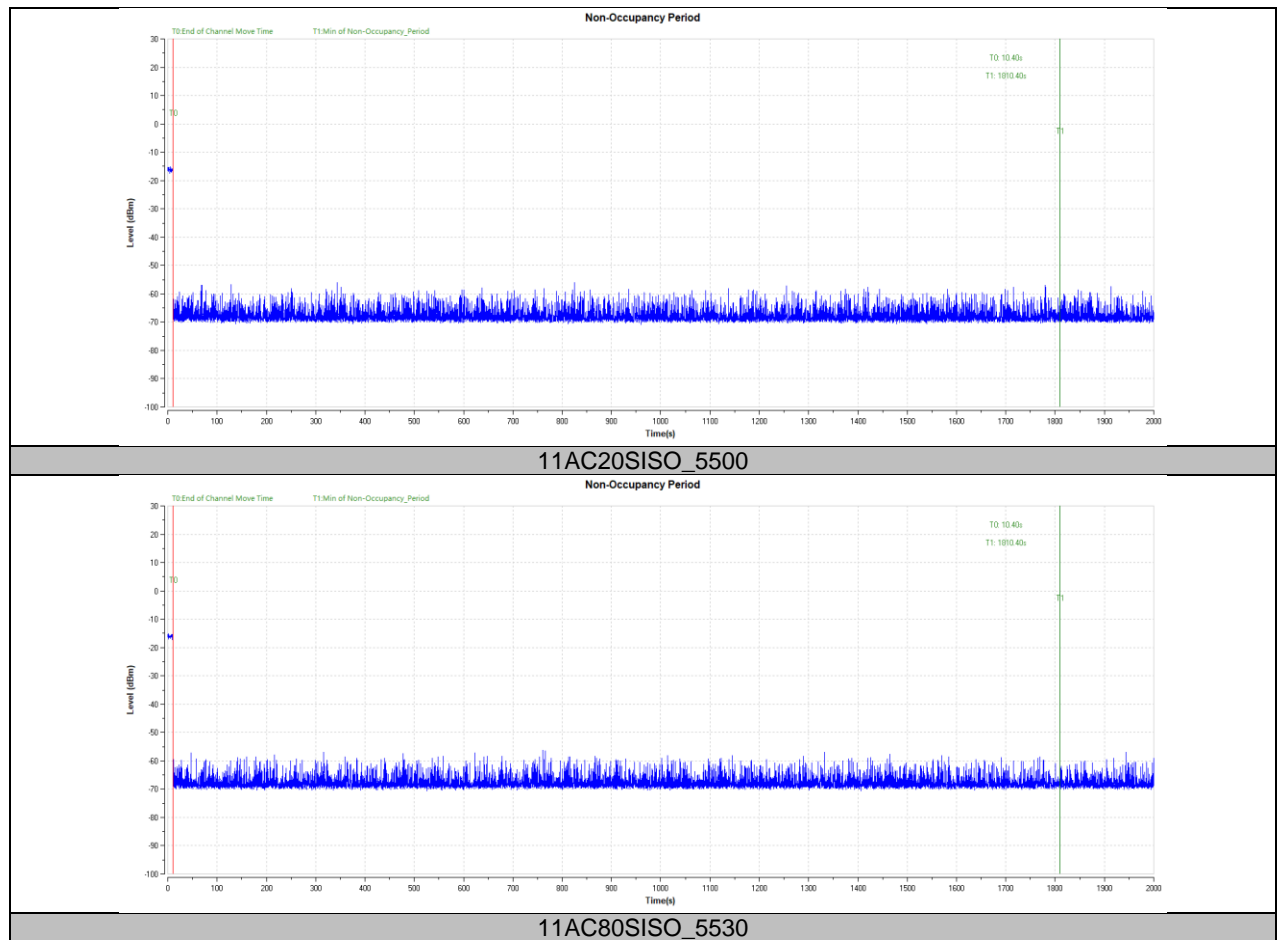 Non-Occupancy Period
T0:End of Channel Move Time T1:Min of Non-Occupancy_Period
T0: 10.40s
T1: 1810.40s
T0
T1
Level (dBm)
30
20
10
0
-10
-20
-30
-40
-50
-60
-70
-80
-90
-100
0 100 200 300 400 500 600 700 800 900 1000 1100 1200 1300 1400 1500 1600 1700 1800 1900 2000
Time(s)
11AC20SISO_5500
Non-Occupancy Period
T0:End of Channel Move Time T1:Min of Non-Occupancy_Period
T0: 10.40s
T1: 1810.40s
T0
T1
Level (dBm)
30
20
10
0
-10
-20
-30
-40
-50
-60
-70
-80
-90
-100
0 100 200 300 400 500 600 700 800 900 1000 1100 1200 1300 1400 1500 1600 1700 1800 1900 2000
Time(s)
11AC80SISO_5530